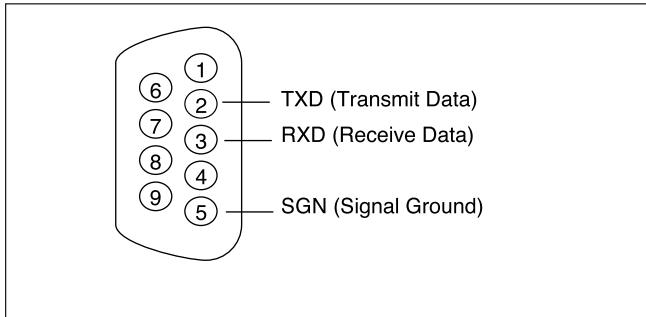 1
6
2 TXD (Transmit Data)
7
3 RXD (Receive Data)
8
4
9
5 SGN (Signal Ground)